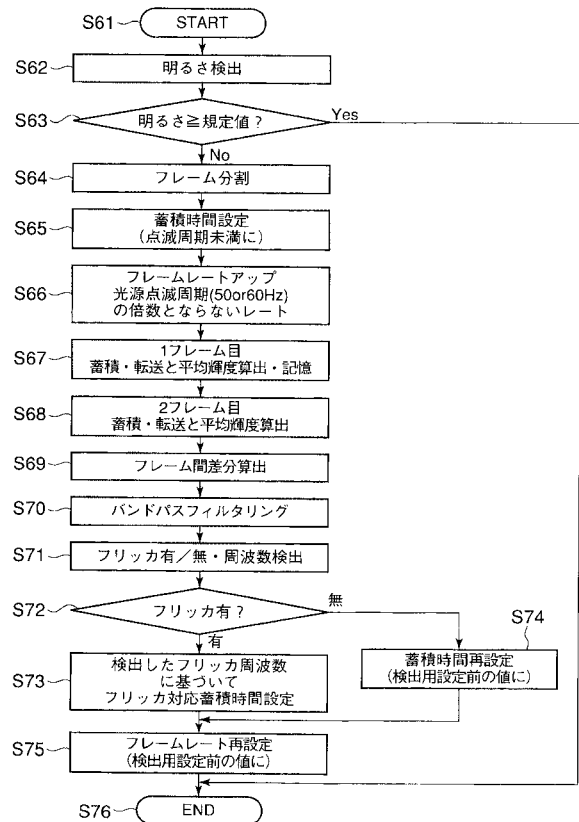 S61
START
S62
明るさ検出
S63
明るさ≧規定値？
Yes
No
S64
フレーム分割
S65
蓄積時間設定
(点滅周期未満に)
S66
フレームレートアップ
光源点滅周期(50or60Hz)
の倍数とならないレート
S67
1フレーム目
蓄積・転送と平均輝度算出・記憶
S68
2フレーム目
蓄積・転送と平均輝度算出
S69
フレーム間差分算出
S70
バンドパスフィルタリング
S71
フリッカ有／無・周波数検出
S72
フリッカ有？
無
有
S74
蓄積時間再設定
(検出用設定前の値に)
S73
検出したフリッカ周波数
に基づいて
フリッカ対応蓄積時間設定
S75
フレームレート再設定
(検出用設定前の値に)
S76
END